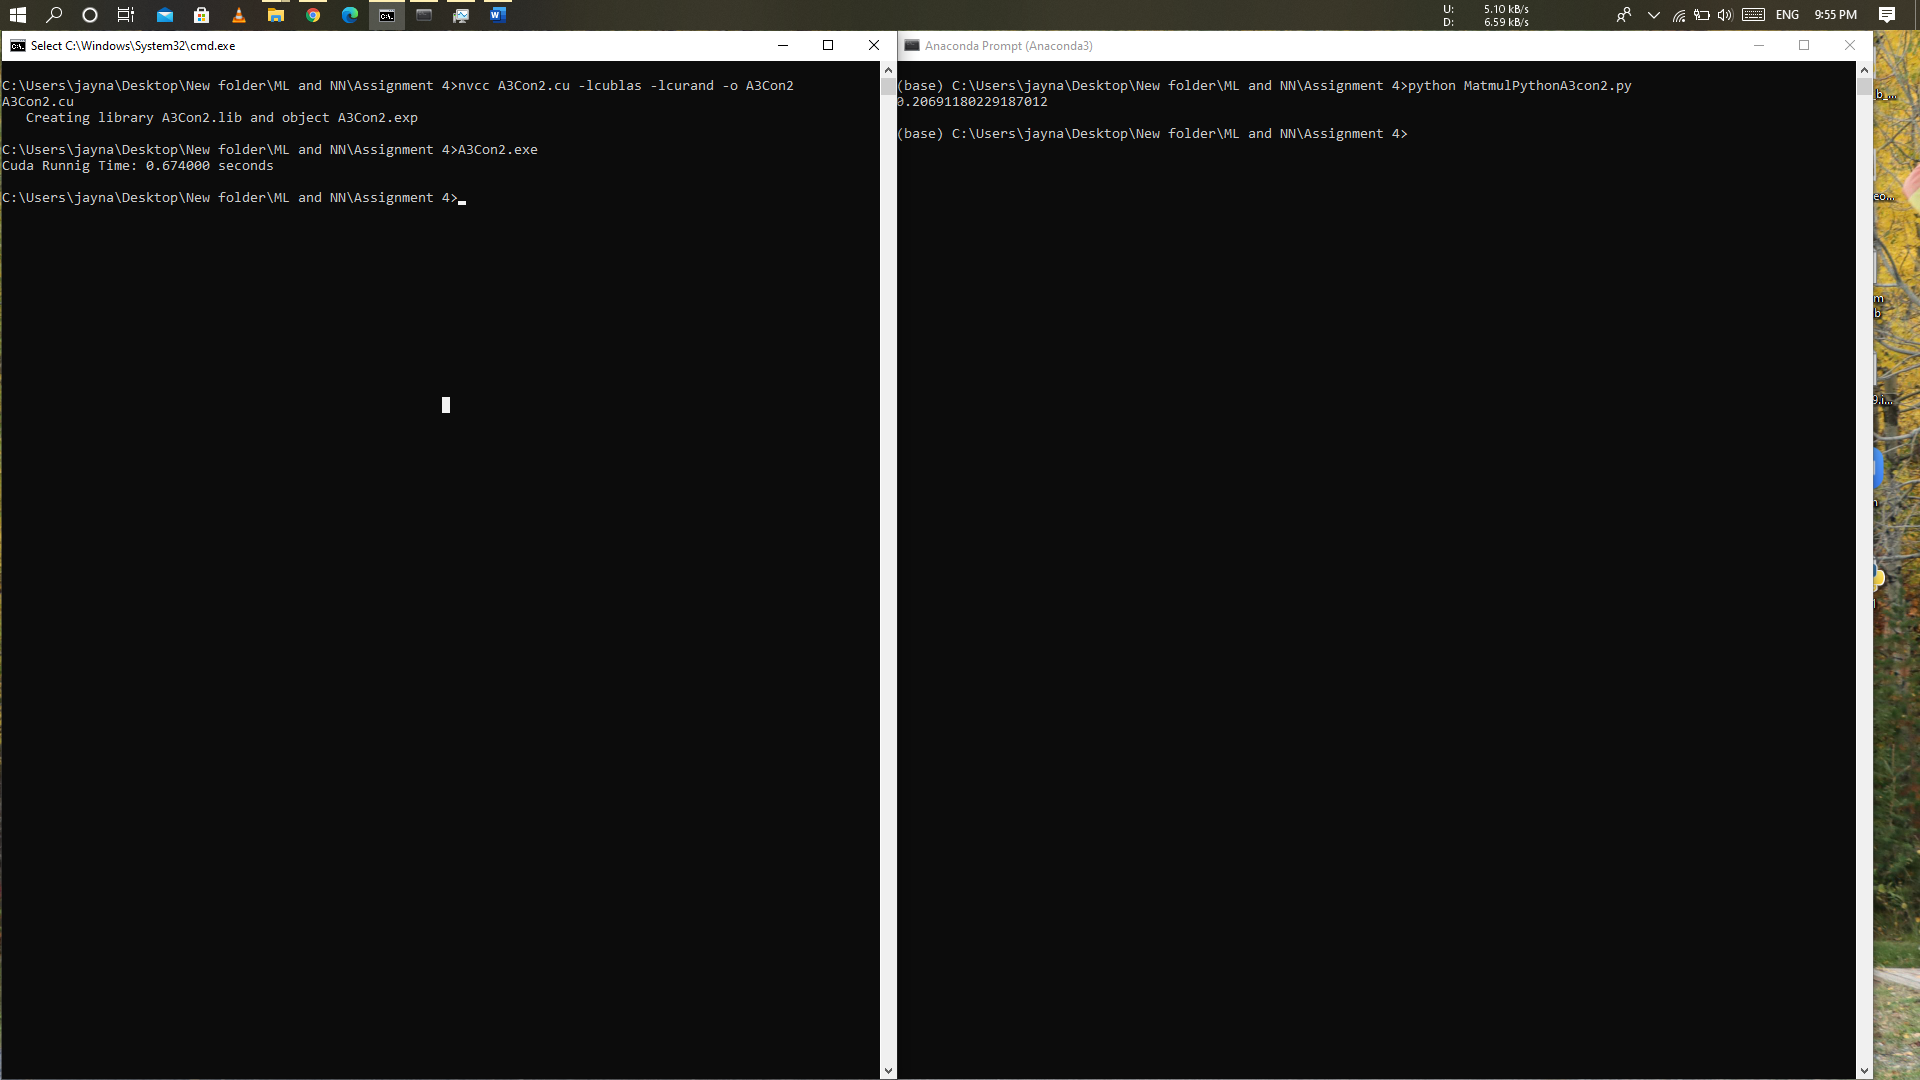 U: 5.10 kB/s
D: 6.59 kB/s
ENG
9:55 PM
Select C:\Windows\System32\cmd.exe
C:\Users\jayna\Desktop\New folder\ML and NN\Assignment 4>nvcc A3Con2.cu -lcublas -lcurand -o A3Con2
A3Con2.cu
Creating library A3Con2.lib and object A3Con2.exp
C:\Users\jayna\Desktop\New folder\ML and NN\Assignment 4>A3Con2.exe
Cuda Runnig Time: 0.674000 seconds
C:\Users\jayna\Desktop\New folder\ML and NN\Assignment 4>
Anaconda Prompt (Anaconda3)
(base) C:\Users\jayna\Desktop\New folder\ML and NN\Assignment 4>python MatmulPythonA3con2.py
0.20691180229187012
(base) C:\Users\jayna\Desktop\New folder\ML and NN\Assignment 4>